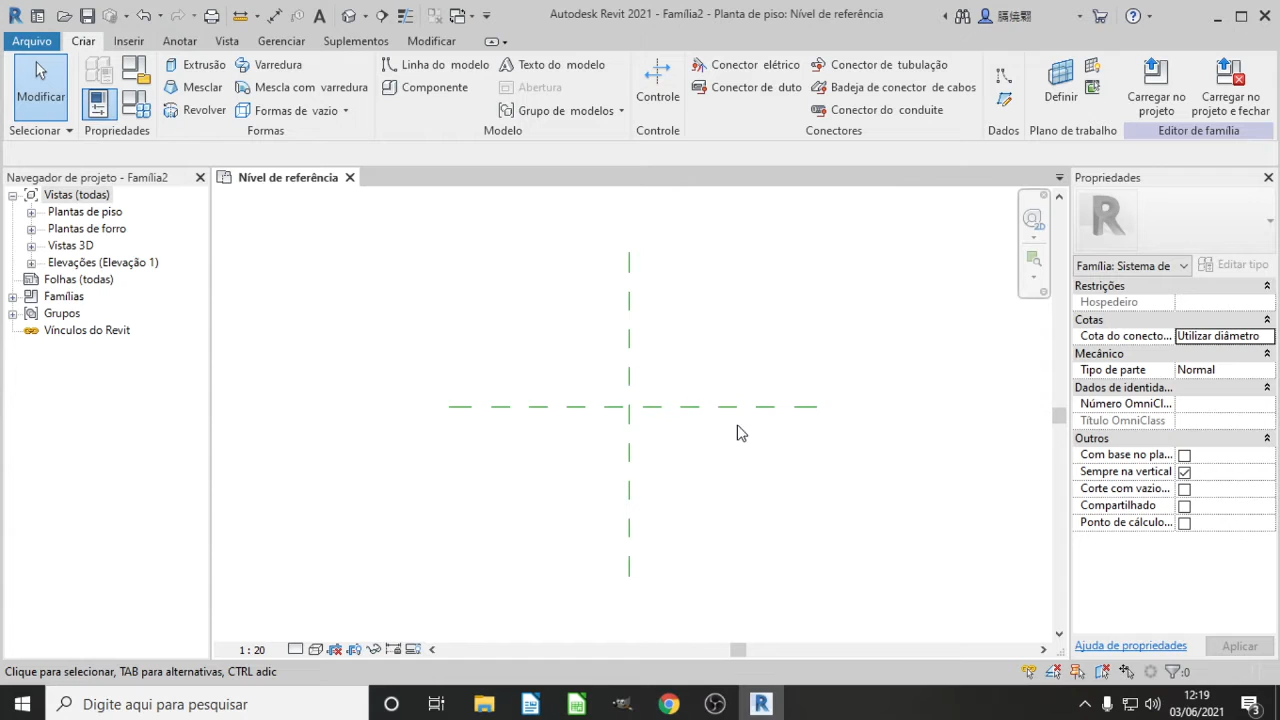 Autodesk Revit 2021 - Família2 - Planta de piso: Nível de referência
Arquivo Criar Inserir Anotar Vista Gerenciar Suplementos Modificar
Modificar
Selecionar
Propriedades
Extrusão
Varredura
Mesclar
Mescla com varredura
Revolver
Formas de vazio
Formas
Linha do modelo
Texto do modelo
Componente
Abertura
Grupo de modelos
Modelo
Controle
Controle
Conector elétrico
Conector de tubulação
Conector de duto
Badeja de conector de cabos
Conector do conduite
Conectores
Dados
Definir
Plano de trabalho
Carregar no
projeto
Carregar no
projeto e fechar
Editor de família
Navegador de projeto - Família2
Vistas (todas)
Plantas de piso
Plantas de forro
Vistas 3D
Elevações (Elevação 1)
Folhas (todas)
Famílias
Grupos
Vínculos do Revit
Nível de referência
2D
Propriedades
Família: Sistema de
Editar tipo
Restrições
Hospedeiro
Cotas
Cota do conecto... Utilizar diâmetro
Mecânico
Tipo de parte Normal
Dados de identida...
Número OmniCl...
Título OmniClass
Outros
Com base no pla...
Sempre na vertical
Corte com vazio...
Compartilhado
Ponto de cálculo...
Ajuda de propriedades
Aplicar
1 : 20
Clique para selecionar, TAB para alternativas, CTRL adic
:0
Digite aqui para pesquisar
12:19
03/06/2021
3